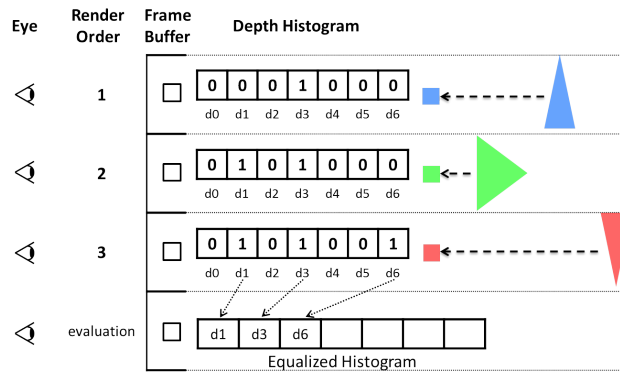 Eye Render Order Frame Buffer Depth Histogram
1 0 0 0 1 0 0 0
d0 d1 d2 d3 d4 d5 d6
2 0 1 0 1 0 0 0
d0 d1 d2 d3 d4 d5 d6
3 0 1 0 1 0 0 1
d0 d1 d2 d3 d4 d6
evaluation d1 d3 d6
Equalized Histogram